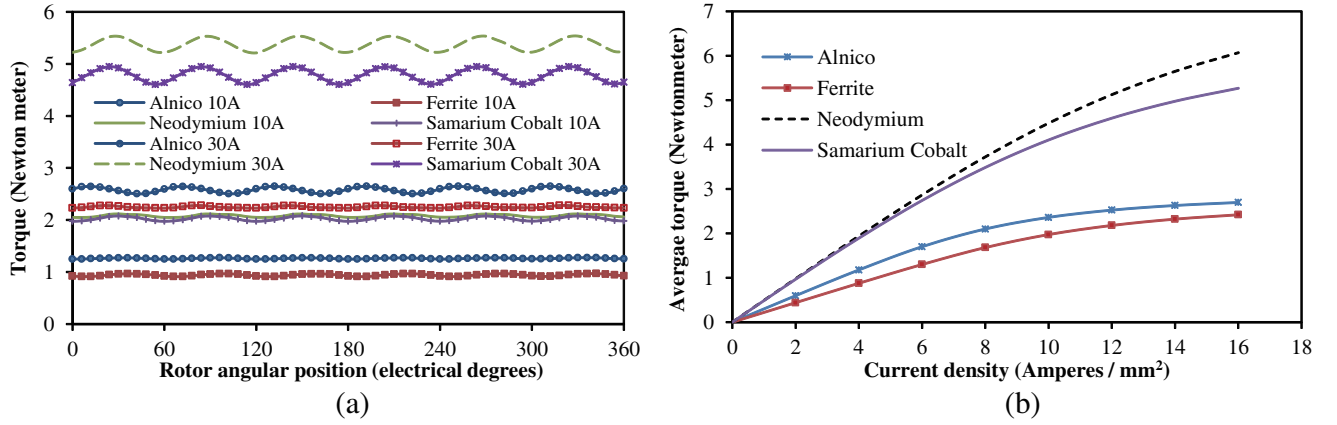 6
5
4
3
2
1
0
Torque (Newton meter)
Alnico 10A
Ferrite 10A
Neodymium 10A
Samarium Cobalt 10A
Alnico 30A
Ferrite 30A
Neodymium 30A
Samarium Cobalt 30A
0 60 120 180 240 300 360
Rotor angular position (electrical degrees)
(a)
7
6
5
4
3
2
1
0
Avergae torque (Newtonmeter)
Alnico
Ferrite
Neodymium
Samarium Cobalt
0 2 4 6 8 10 12 14 16 18
Current density (Amperes / mm²)
(b)